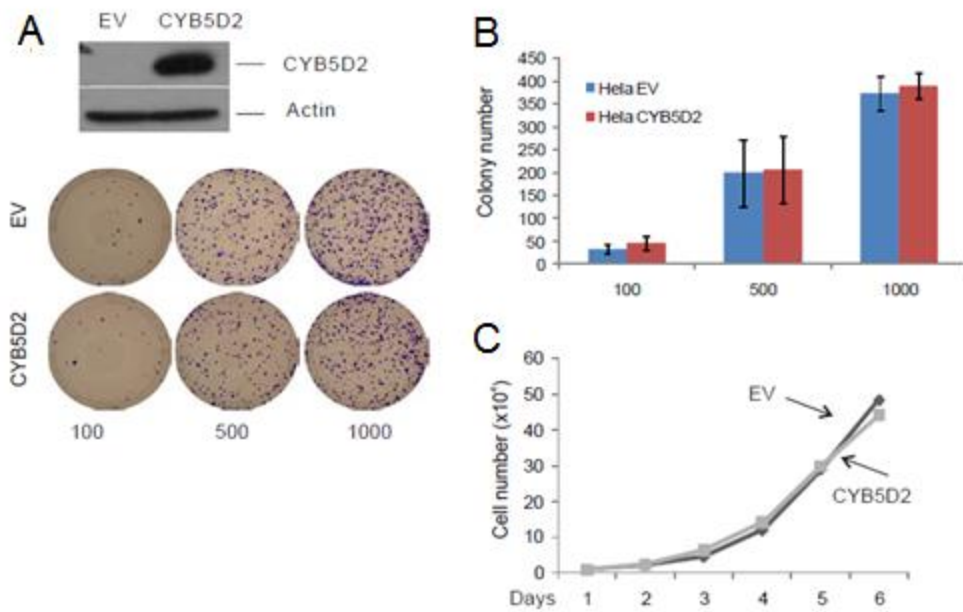 A
EV CYB5D2
CYB5D2
Actin
EV
CYB5D2
100 500 1000
B
Colony number
450
400
350
300
250
200
150
100
50
0
Hela EV
Hela CYB5D2
100 500 1000
C
Cell number (x10⁴)
60
50
40
30
20
10
0
EV
CYB5D2
Days 1 2 3 4 5 6